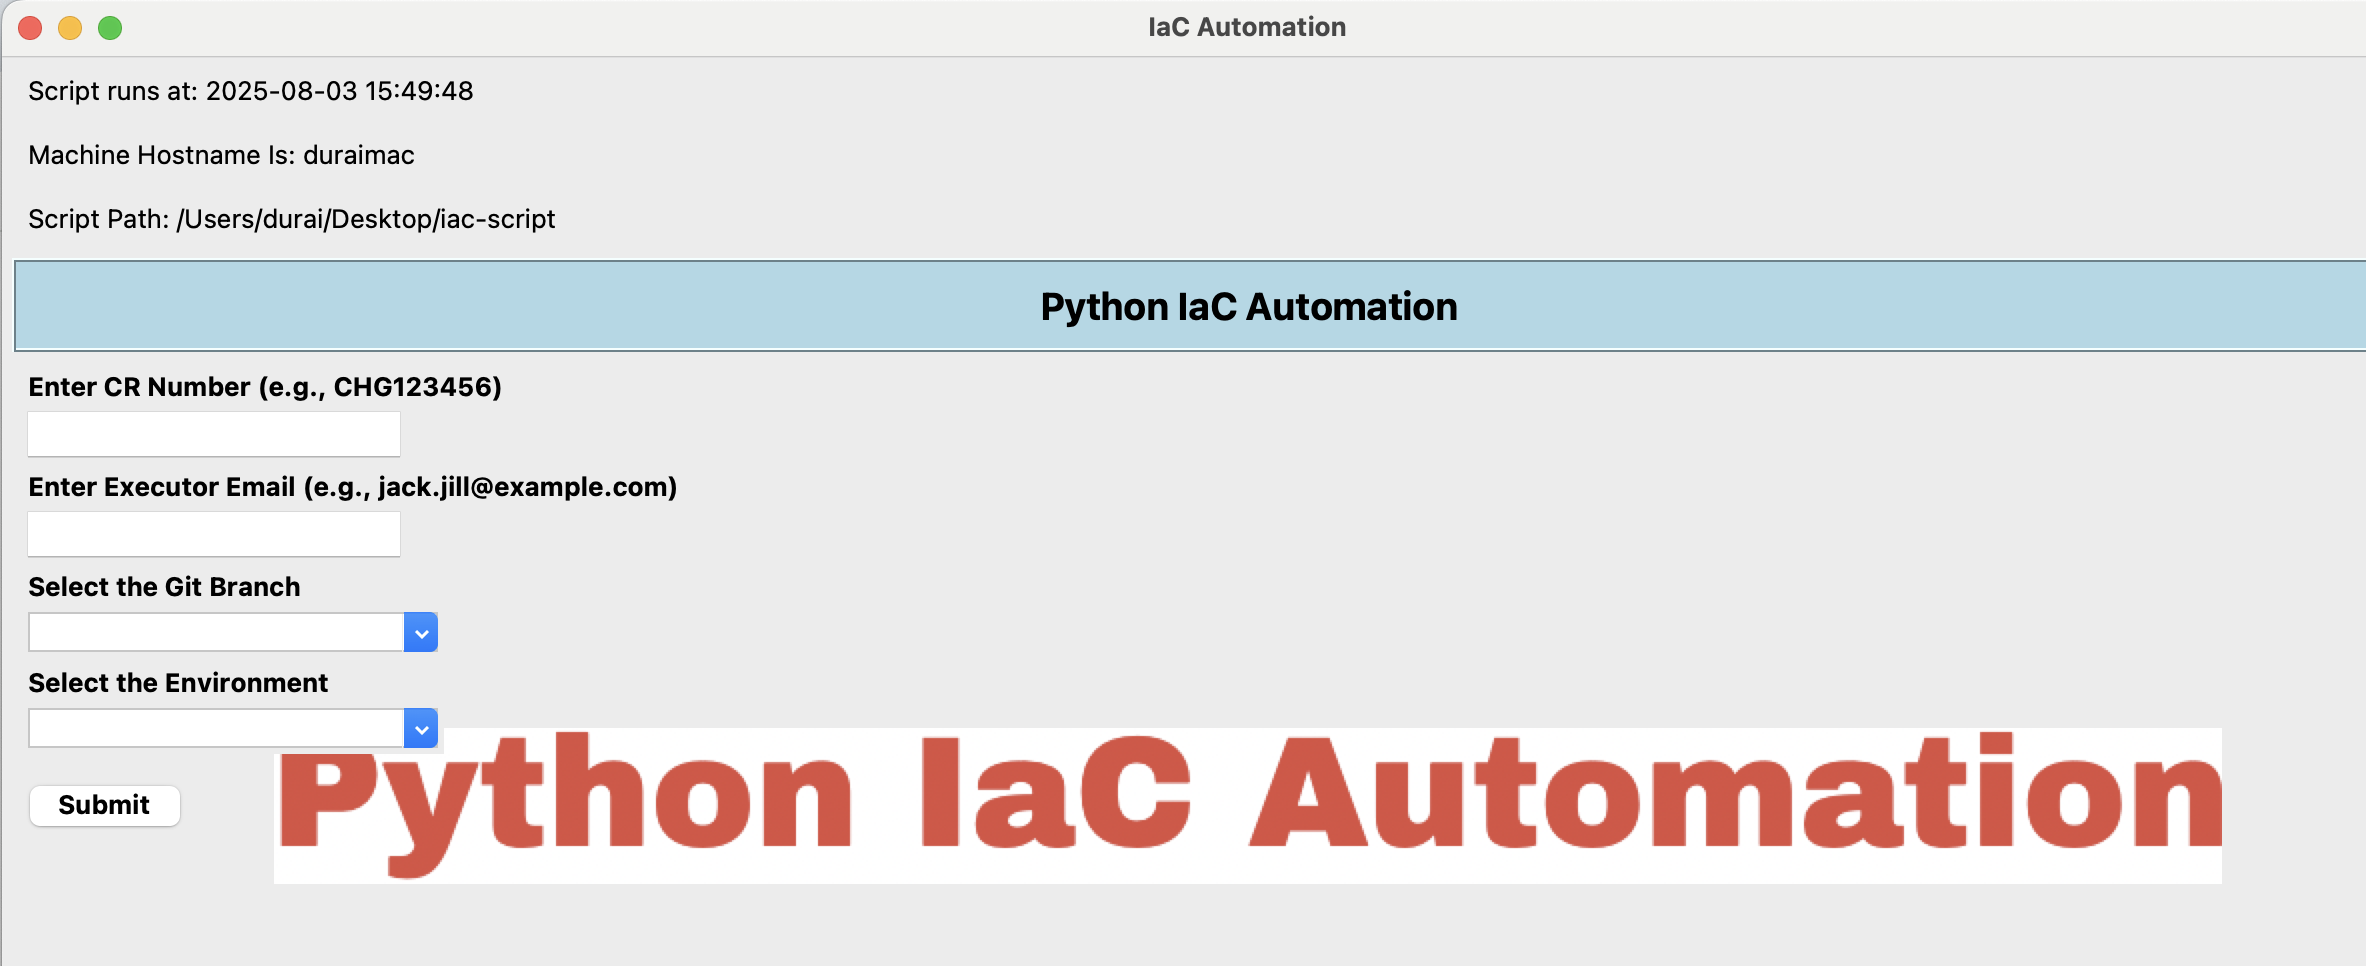 IaC Automation
Script runs at: 2025-08-03 15:49:48
Machine Hostname Is: duraimac
Script Path: /Users/durai/Desktop/iac-script
Python IaC Automation
Enter CR Number (e.g., CHG123456)
Enter Executor Email (e.g., jack.jill@example.com)
Select the Git Branch
Select the Environment
Submit
Python IaC Automation